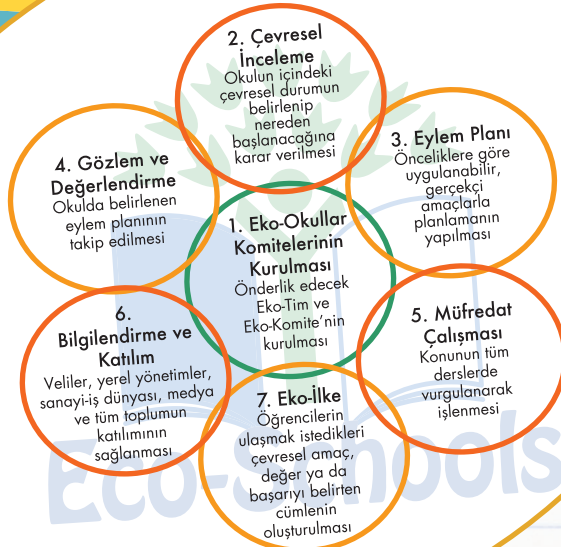 2. Çevresel
İnceleme
Okulun içindeki
çevresel durumun
belirlenip
nereden
başlanacağına
karar verilmesi
3. Eylem Planı
Önceliklere göre
uygulanabilir,
gerçekçi
amaçlarla
planlamanın
yapılması
4. Gözlem ve
Değerlendirme
Okulda belirlenen
eylem planının
takip edilmesi
1. Eko-Okullar
Komitelerinin
Kurulması
Önderlik edecek
Eko-Tim ve
Eko-Komite’nin
kurulması
6.
Bilgilendirme ve
Katılım
Veliler, yerel yönetimler,
sanayi-iş dünyası, medya
ve tüm toplumun
katılımının
sağlanması
5. Müfredat
Çalışması
Konunun tüm
derslerde
vurgulanarak
işlenmesi
7. Eko-İlke
Öğrencilerin
ulaşmak istedikleri
çevresel amaç,
değer ya da
başarıyı belirten
cümlenin
oluşturulması
Eco-Schools